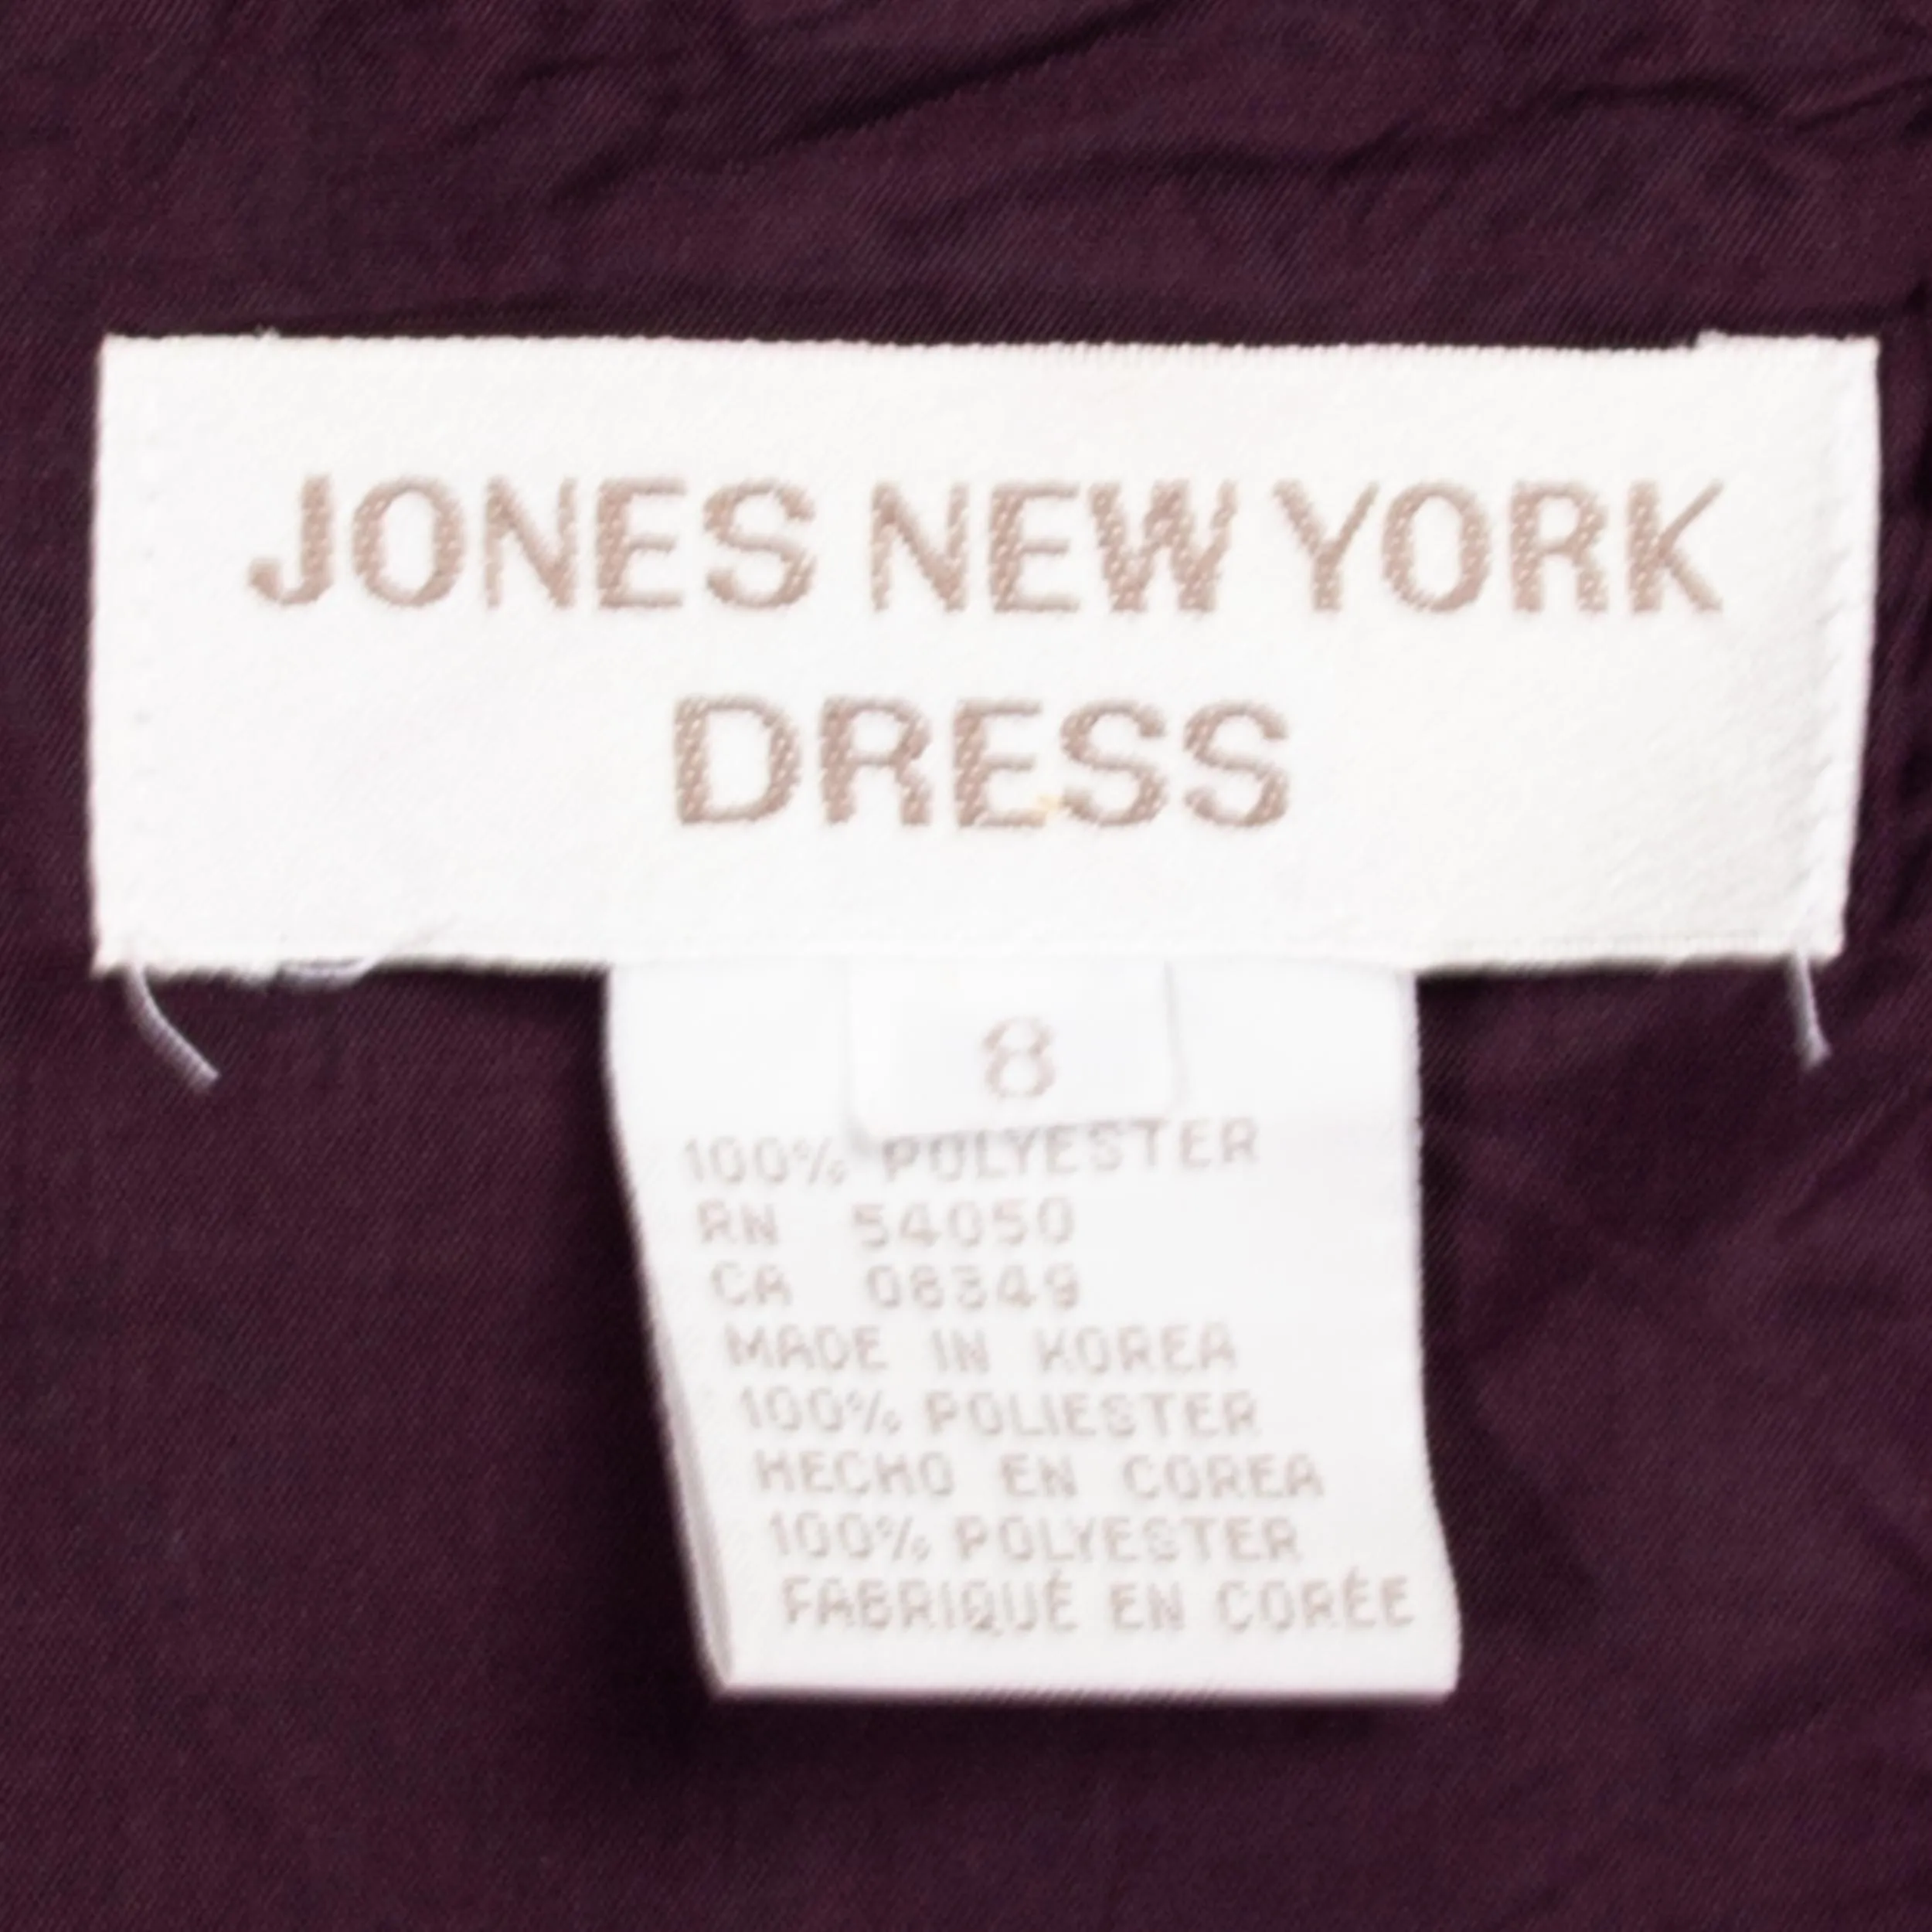 JONES NEW YORK
DRESS
8
100% POLYESTER
RN 54050
CA 08349
MADE IN KOREA
100% POLIESTER
HECHO EN COREA
100% POLYESTER
FABRIQUÉ EN CORÉE